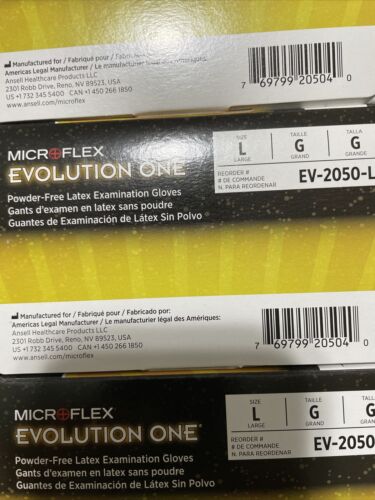 Manufactured for / Fabriqué pour / Fabricado por:
Americas Legal Manufacturer / Le manufacturier légal
Ansell Healthcare Products LLC
2301 Robb Drive, Reno, NV 89523, USA
US +1 732 345 5400 CAN +1 450 266 1850
www.ansell.com/microflex
7 69799 20504 0
MICROFLEX
EVOLUTION ONE
Powder-Free Latex Examination Gloves
Gants d'examen en latex sans poudre
Guantes de Examinación de Látex Sin Polvo
SIZE TAILLE TALLA
L G G
LARGE GRAND GRANDE
REORDER #
# DE COMMANDE
N. PARA REORDENAR
EV-2050-L
Manufactured for / Fabriqué pour / Fabricado por:
Americas Legal Manufacturer / Le manufacturier légal des Amériques:
Ansell Healthcare Products LLC
2301 Robb Drive, Reno, NV 89523, USA
US +1 732 345 5400 CAN +1 450 266 1850
www.ansell.com/microflex
7 69799 20504 0
MICROFLEX
EVOLUTION ONE
Powder-Free Latex Examination Gloves
Gants d'examen en latex sans poudre
Guantes de Examinación de Látex Sin Polvo
SIZE TAILLE
L G G
LARGE GRAND
REORDER #
# DE COMMANDE
N. PARA REORDENAR
EV-2050